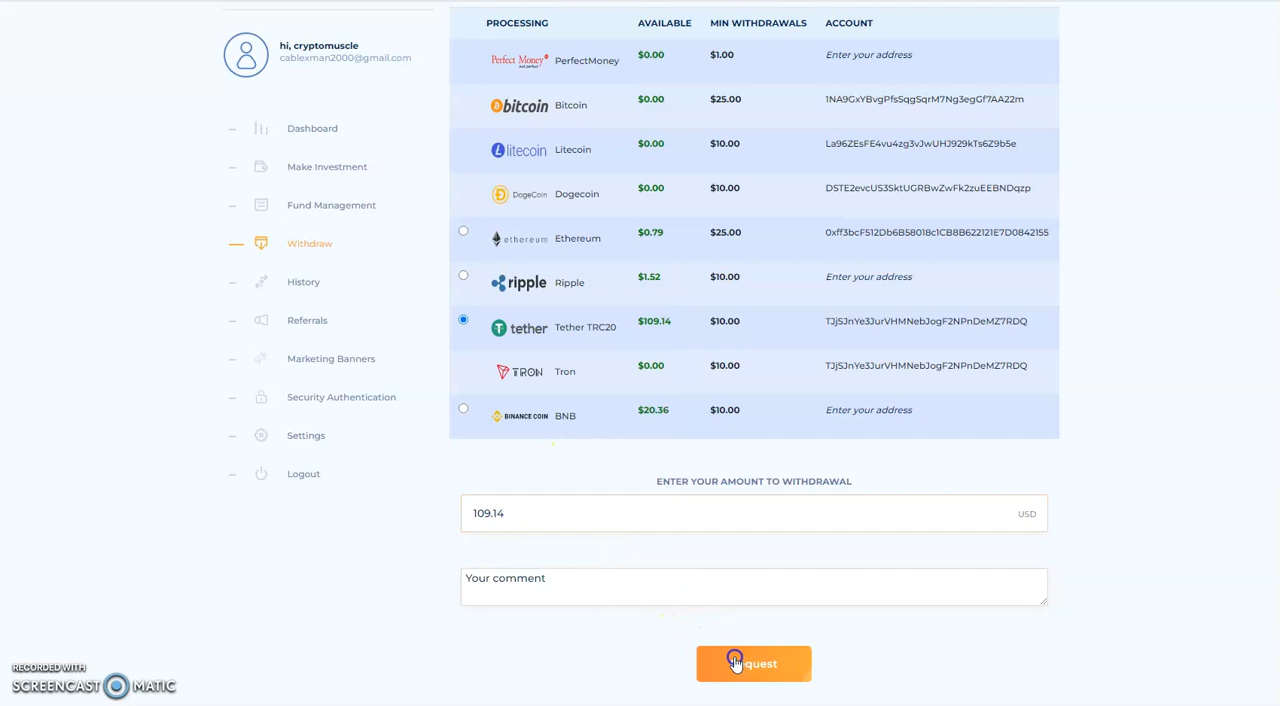 PROCESSING AVAILABLE MIN WITHDRAWALS ACCOUNT
hi, cryptomuscle
cablexman2000@gmail.com
Perfect Money PerfectMoney $0.00 $1.00 Enter your address
bitcoin Bitcoin $0.00 $25.00 1NA9GxYBvgPfsSqgSqrM7Ng3egGf7AA22m
litecoin Litecoin $0.00 $10.00 La96ZEsFE4vu4zg3vJwUHJ929kTs6Z9b5e
DogeCoin Dogecoin $0.00 $10.00 DSTE2evcUS3SktUGRBwZwFk2zuEEBNDqzp
ethereum Ethereum $0.79 $25.00 0xff3bcF512Db6B58018c1CB8B622121E7D0842155
ripple Ripple $1.52 $10.00 Enter your address
tether Tether TRC20 $109.14 $10.00 TJjSJnYe3JurVHMNebJogF2NPnDeMZ7RDQ
TRON Tron $0.00 $10.00 TJjSJnYe3JurVHMNebJogF2NPnDeMZ7RDQ
BINANCE COIN BNB $20.36 $10.00 Enter your address
Dashboard
Make Investment
Fund Management
Withdraw
History
Referrals
Marketing Banners
Security Authentication
Settings
Logout
ENTER YOUR AMOUNT TO WITHDRAWAL
109.14 USD
Your comment
quest
RECORDED WITH
SCREENCAST MATIC